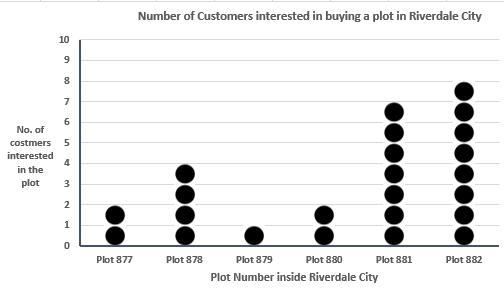 Number of Customers interested in buying a plot in Riverdale City
10
9
8
7
6
5
4
3
2
1
0
No. of
costmers
interested
in the
plot
Plot 877 Plot 878 Plot 879 Plot 880 Plot 881 Plot 882
Plot Number inside Riverdale City